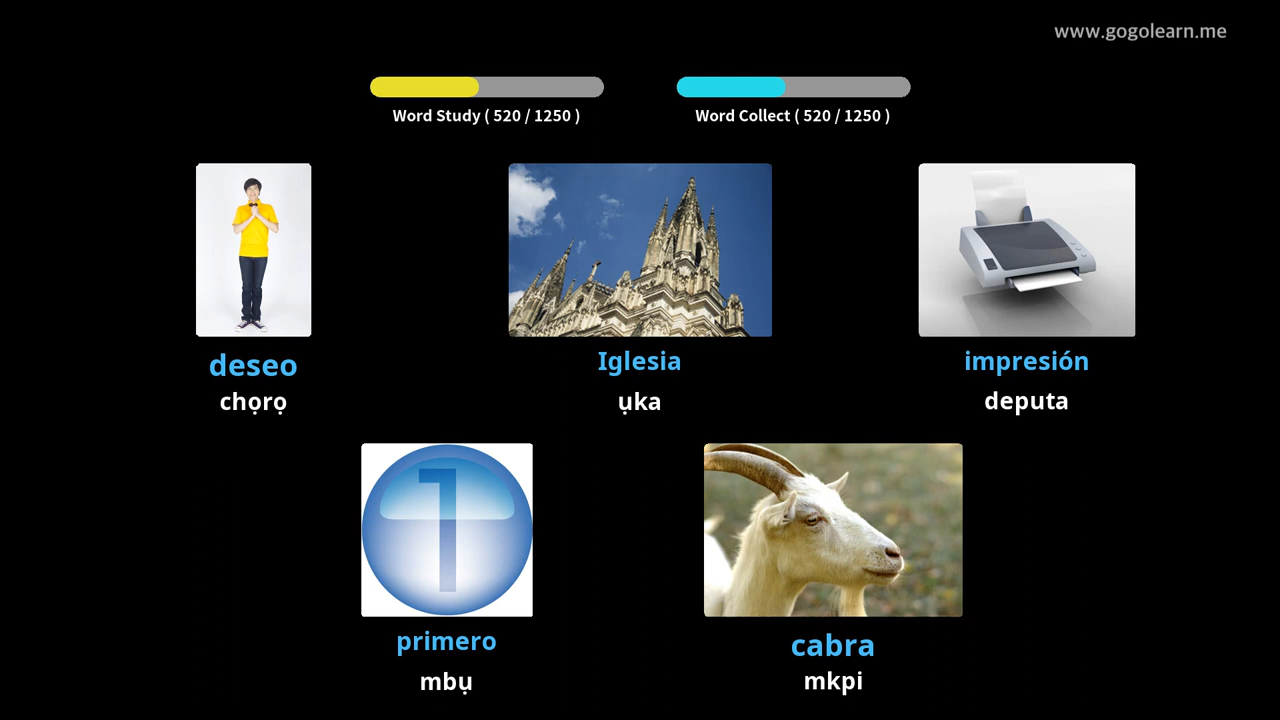 www.gogolearn.me
Word Study ( 520 / 1250 )
Word Collect ( 520 / 1250 )
deseo
chọrọ
Iglesia
ụka
impresión
deputa
1
primero
mbụ
cabra
mkpi